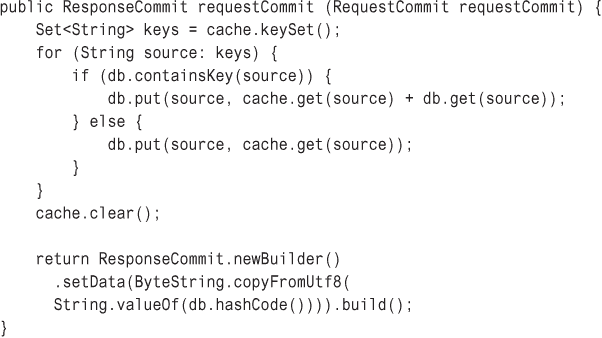 public ResponseCommit requestCommit (RequestCommit requestCommit) {
    Set<String> keys = cache.keySet();
    for (String source: keys) {
        if (db.containsKey(source)) {
            db.put(source, cache.get(source) + db.get(source));
        } else {
            db.put(source, cache.get(source));
        }
    }
    cache.clear();

    return ResponseCommit.newBuilder()
      .setData(ByteString.copyFromUtf8(
      String.valueOf(db.hashCode()))).build();
}